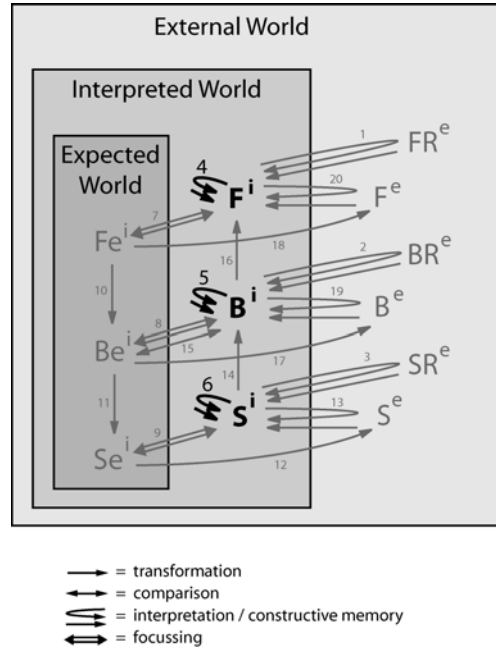 External World
Interpreted World
Expected World
1
FR^e
4
F^i
20
F^e
7
Fe^i
18
16
2
BR^e
10
5
B^i
19
B^e
8
Be^i
15
17
3
SR^e
14
11
6
S^i
13
S^e
9
Se^i
12
= transformation
= comparison
= interpretation / constructive memory
= focussing